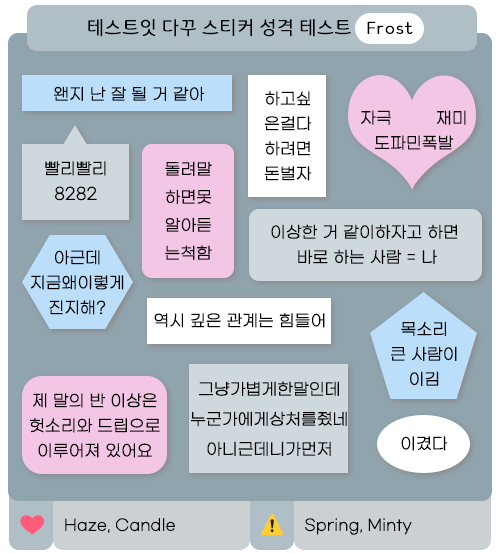 테스트잇 다꾸 스티커 성격 테스트 Frost
왠지 난 잘 될 거 같아
하고싶
은걸다
하려면
돈벌자
자극 재미
도파민폭발
빨리빨리
8282
돌려말
하면못
알아듣
는척함
이상한 거 같이하자고 하면
바로 하는 사람 = 나
아근데
지금왜이렇게
진지해?
역시 깊은 관계는 힘들어
목소리
큰 사람이
이김
제 말의 반 이상은
헛소리와 드립으로
이루어져 있어요
그냥가볍게한말인데
누군가에게상처를줬네
아니근데니가먼저
이겼다
Haze, Candle
Spring, Minty